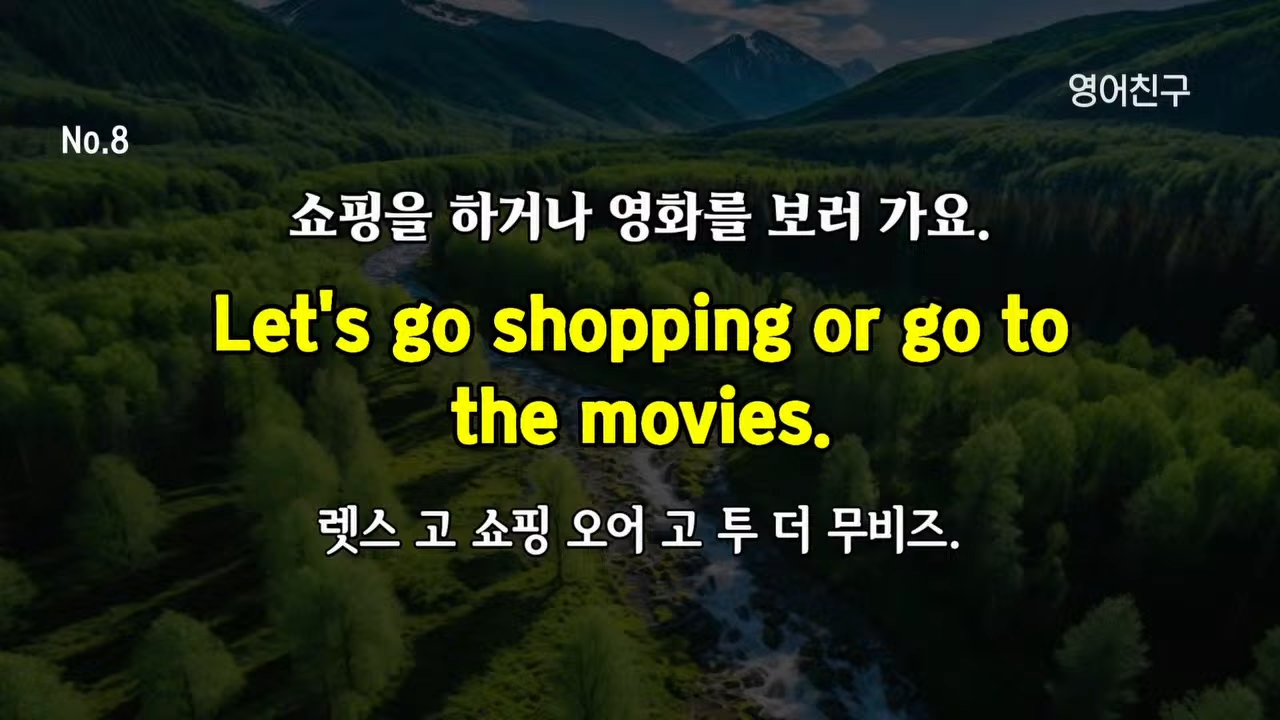 영어친구
No.8
쇼핑을 하거나 영화를 보러 가요.
Let's go shopping or go to
the movies.
렛스 고 쇼핑 오어 고 투 더 무비즈.